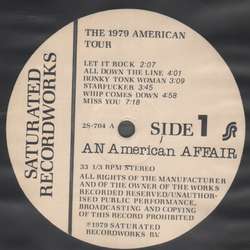 THE 1979 AMERICAN
TOUR
LET IT ROCK 2:07
ALL DOWN THE LINE 4:01
HONKY TONK WOMAN 3:09
STARFUCKER 3:55
WHIP COMES DOWN 4:58
MISS YOU 7:18
SATURATED
RECORDWORKS
2S-704 A
SIDE 1
AN American AFFAIR
33 1/3 RPM STEREO
ALL RIGHTS OF THE MANUFACTURER
AND OF THE OWNER OF THE WORKS
RECORDED RESERVED/UNAUTHOR-
ISED PUBLIC PERFORMANCE,
BROADCASTING AND COPYING
OF THIS RECORD PROHIBITED
℗1979 SATURATED
RECORDWORKS BV.